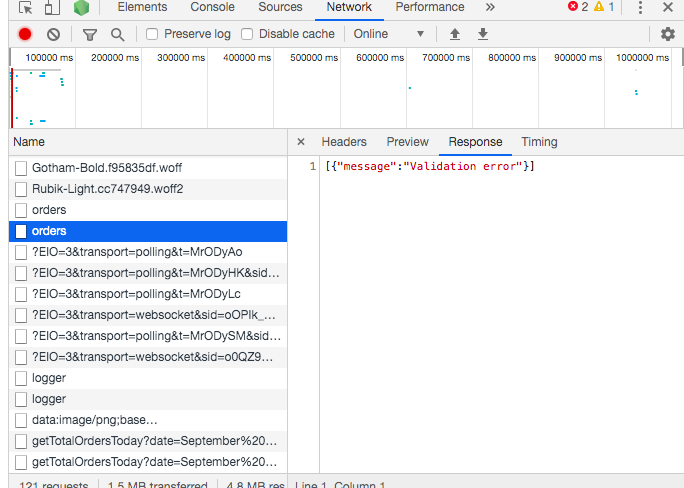 Elements Console Sources Network Performance » 2 1
Preserve log Disable cache Online
100000 ms 200000 ms 300000 ms 400000 ms 500000 ms 600000 ms 700000 ms 800000 ms 900000 ms 1000000 ms
Name
× Headers Preview Response Timing
Gotham-Bold.f95835df.woff
Rubik-Light.cc747949.woff2
orders
orders
?EIO=3&transport=polling&t=MrODyAo
?EIO=3&transport=polling&t=MrODyHK&sid...
?EIO=3&transport=polling&t=MrODyLc
?EIO=3&transport=websocket&sid=oOPIk_...
?EIO=3&transport=polling&t=MrODySM&sid...
?EIO=3&transport=websocket&sid=o0QZ9...
logger
logger
data:image/png;base...
getTotalOrdersToday?date=September%20...
getTotalOrdersToday?date=September%20...
1 [{"message":"Validation error"}]
121 requests 1.5 MB transferred 4.8 MB res
Line 1, Column 1